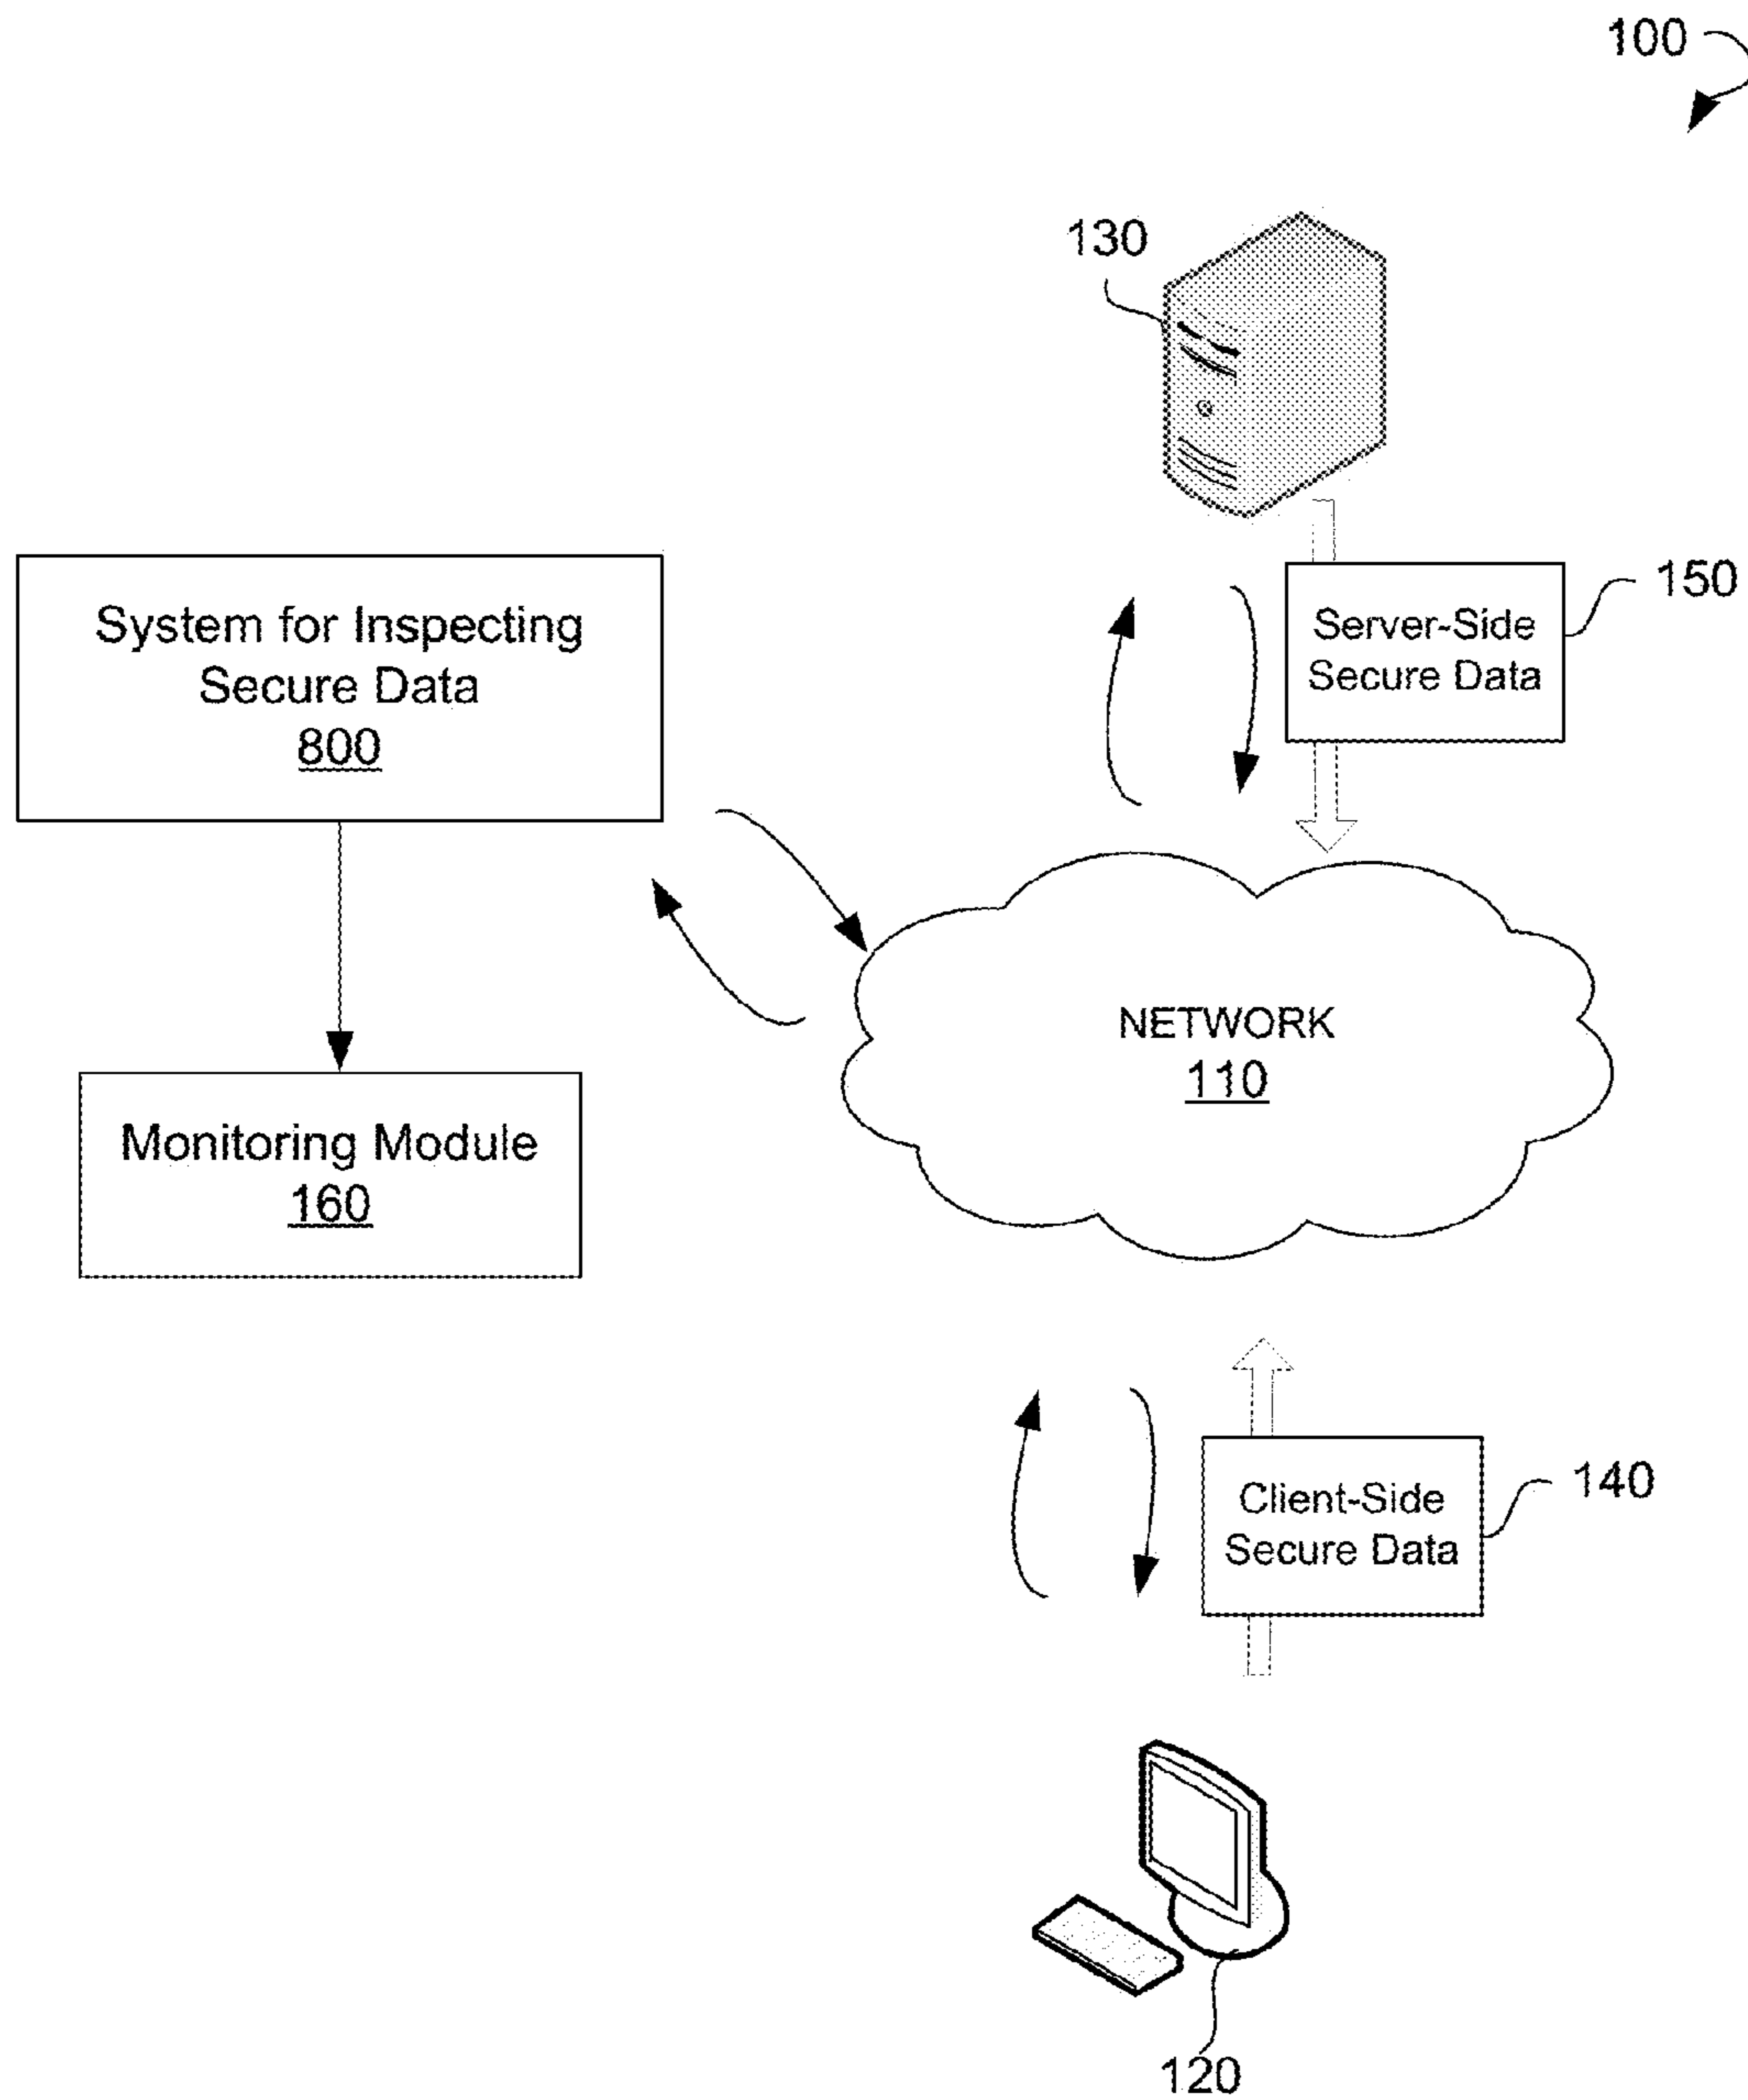 100
130
150
Server-Side
Secure Data
System for Inspecting
Secure Data
800
NETWORK
110
Monitoring Module
160
140
Client-Side
Secure Data
120